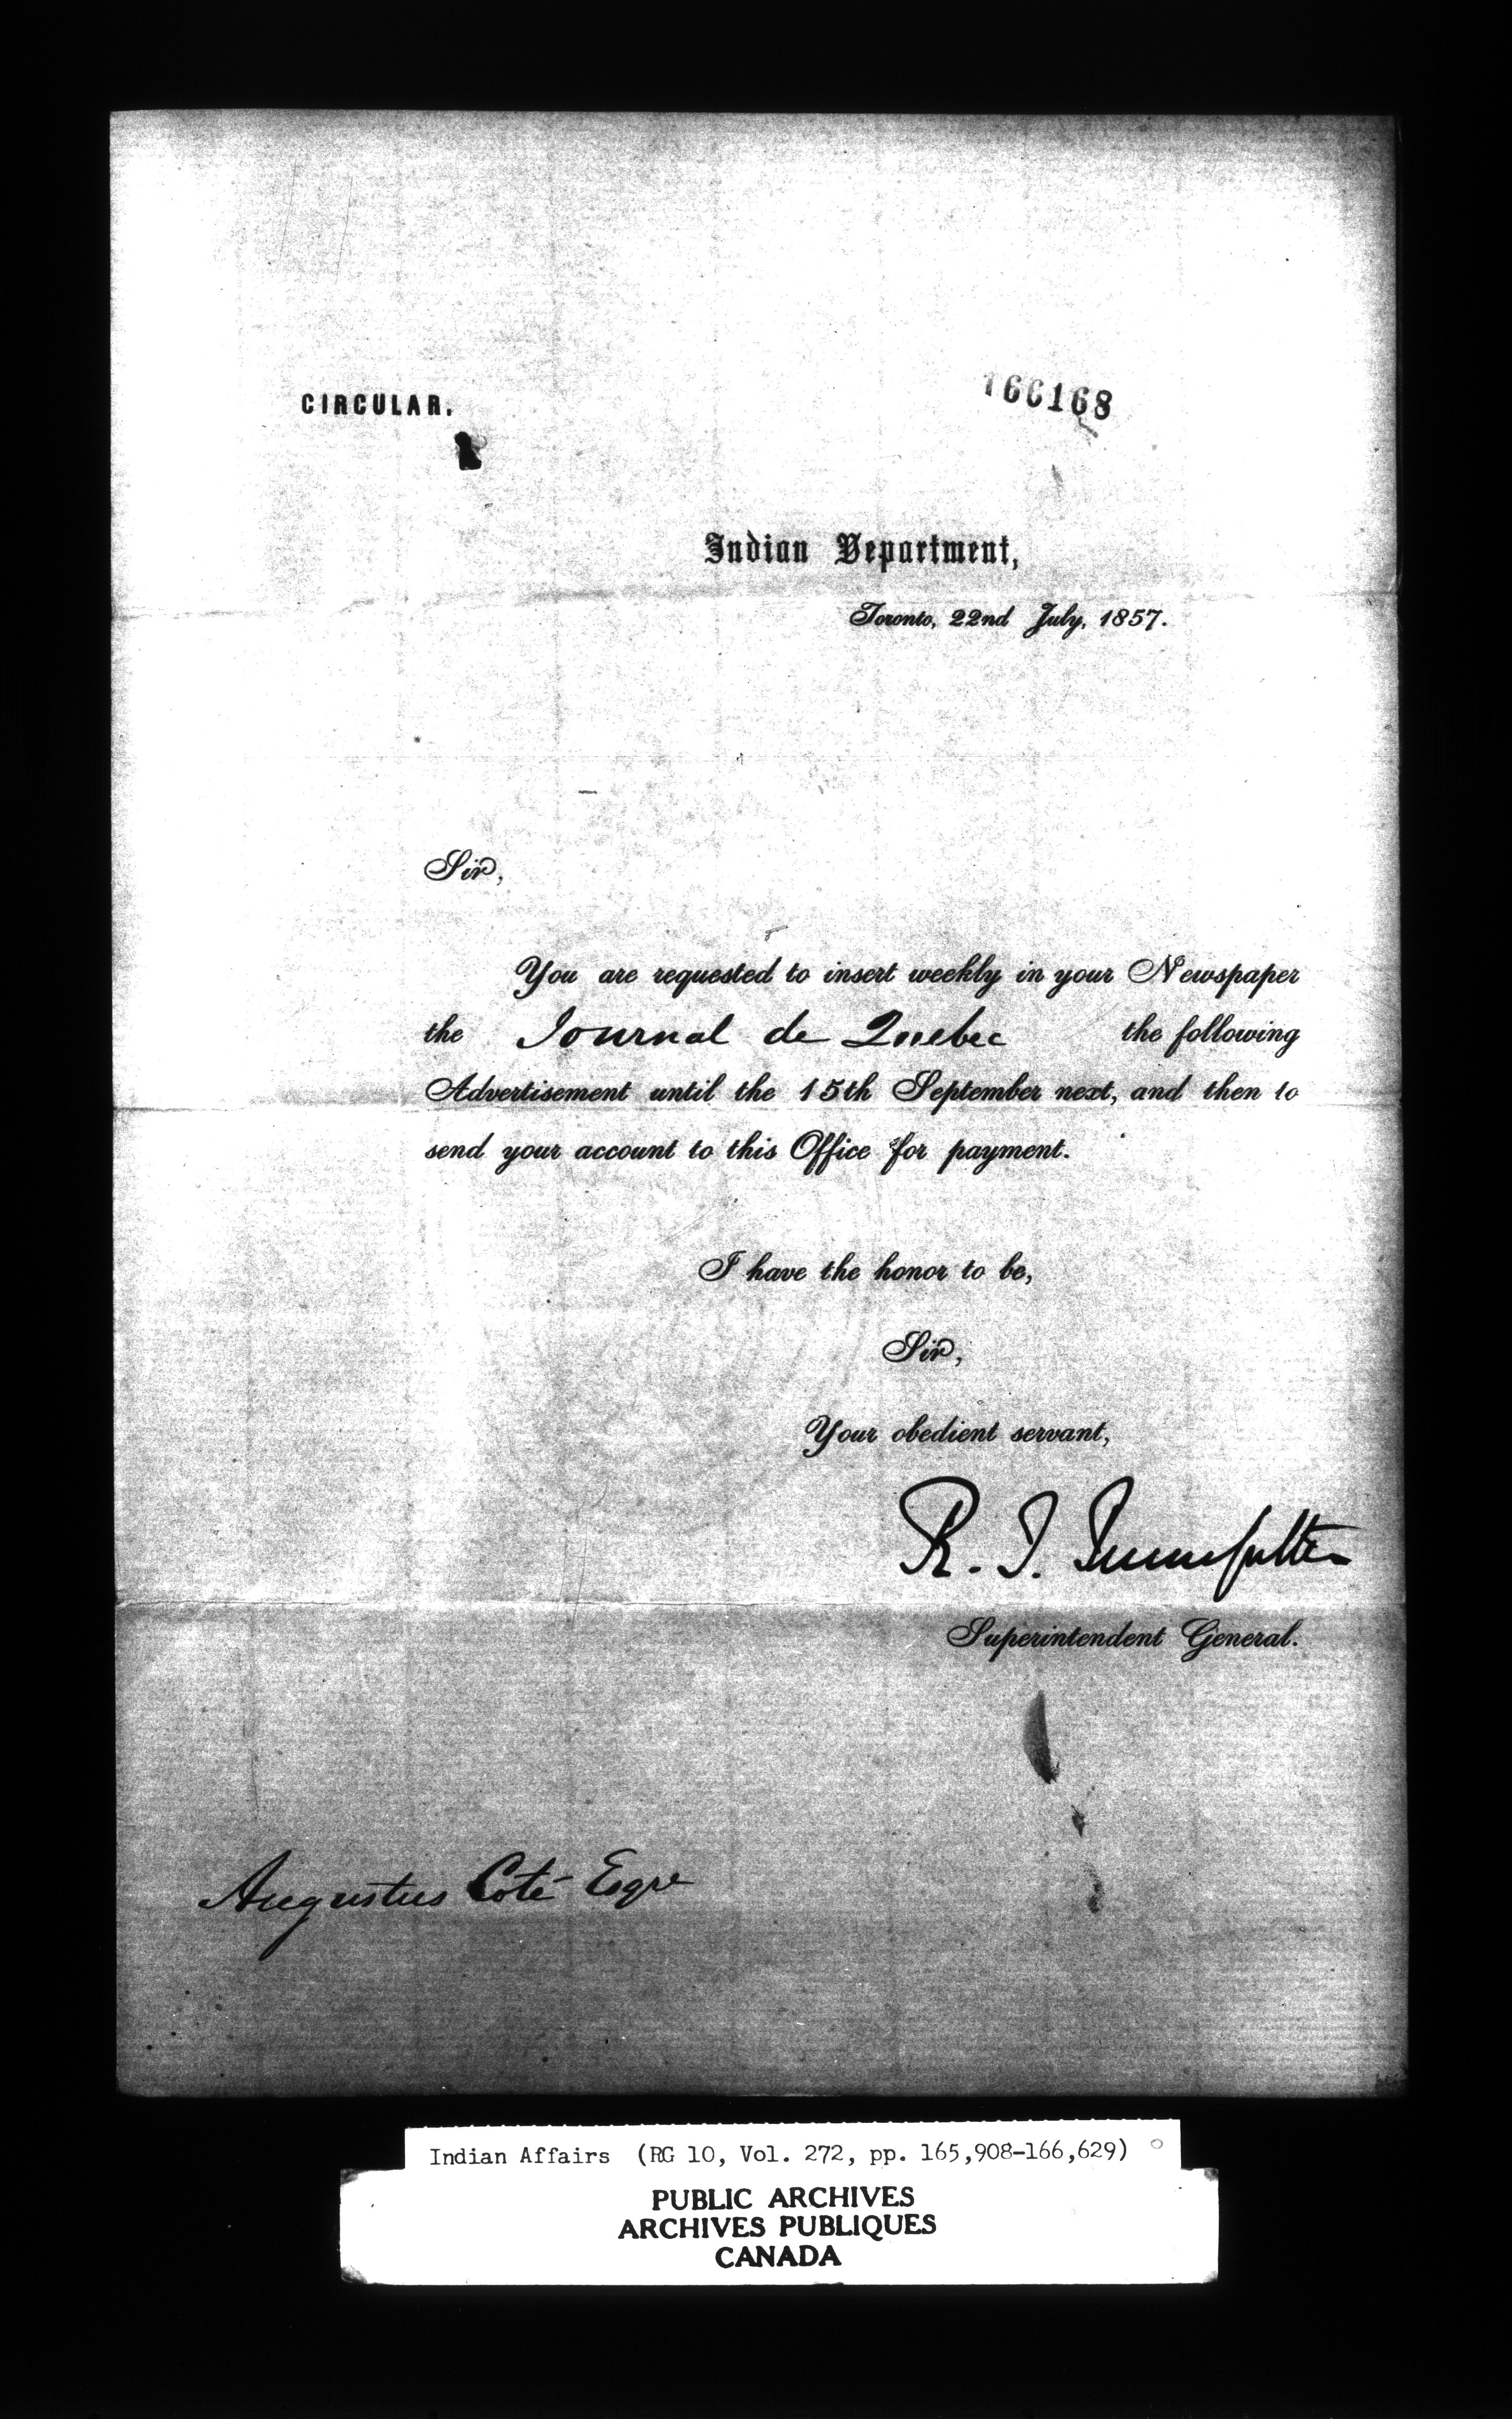 CIRCULAR.
166168
Indian Department,
Toronto, 22nd July, 1857.
Sir,
You are requested to insert weekly in your Newspaper
the Journal de Quebec the following
Advertisement until the 15th September next, and then to
send your account to this Office for payment.
I have the honor to be,
Sir,
Your obedient servant,
R. T. Pennefather
Superintendent General.
Augustus Coté Esqre
Indian Affairs (RG 10, Vol. 272, pp. 165,908-166,629)
PUBLIC ARCHIVES
ARCHIVES PUBLIQUES
CANADA